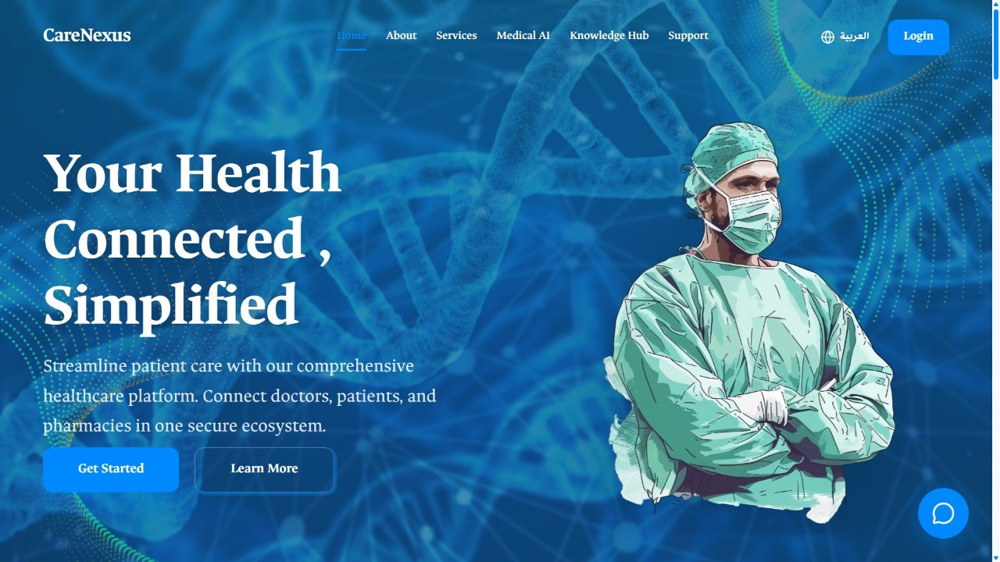 CareNexus
Home
About
Services
Medical AI
Knowledge Hub
Support
العربية
Login
Your Health
Connected ,
Simplified
Streamline patient care with our comprehensive
healthcare platform. Connect doctors, patients, and
pharmacies in one secure ecosystem.
Get Started
Learn More